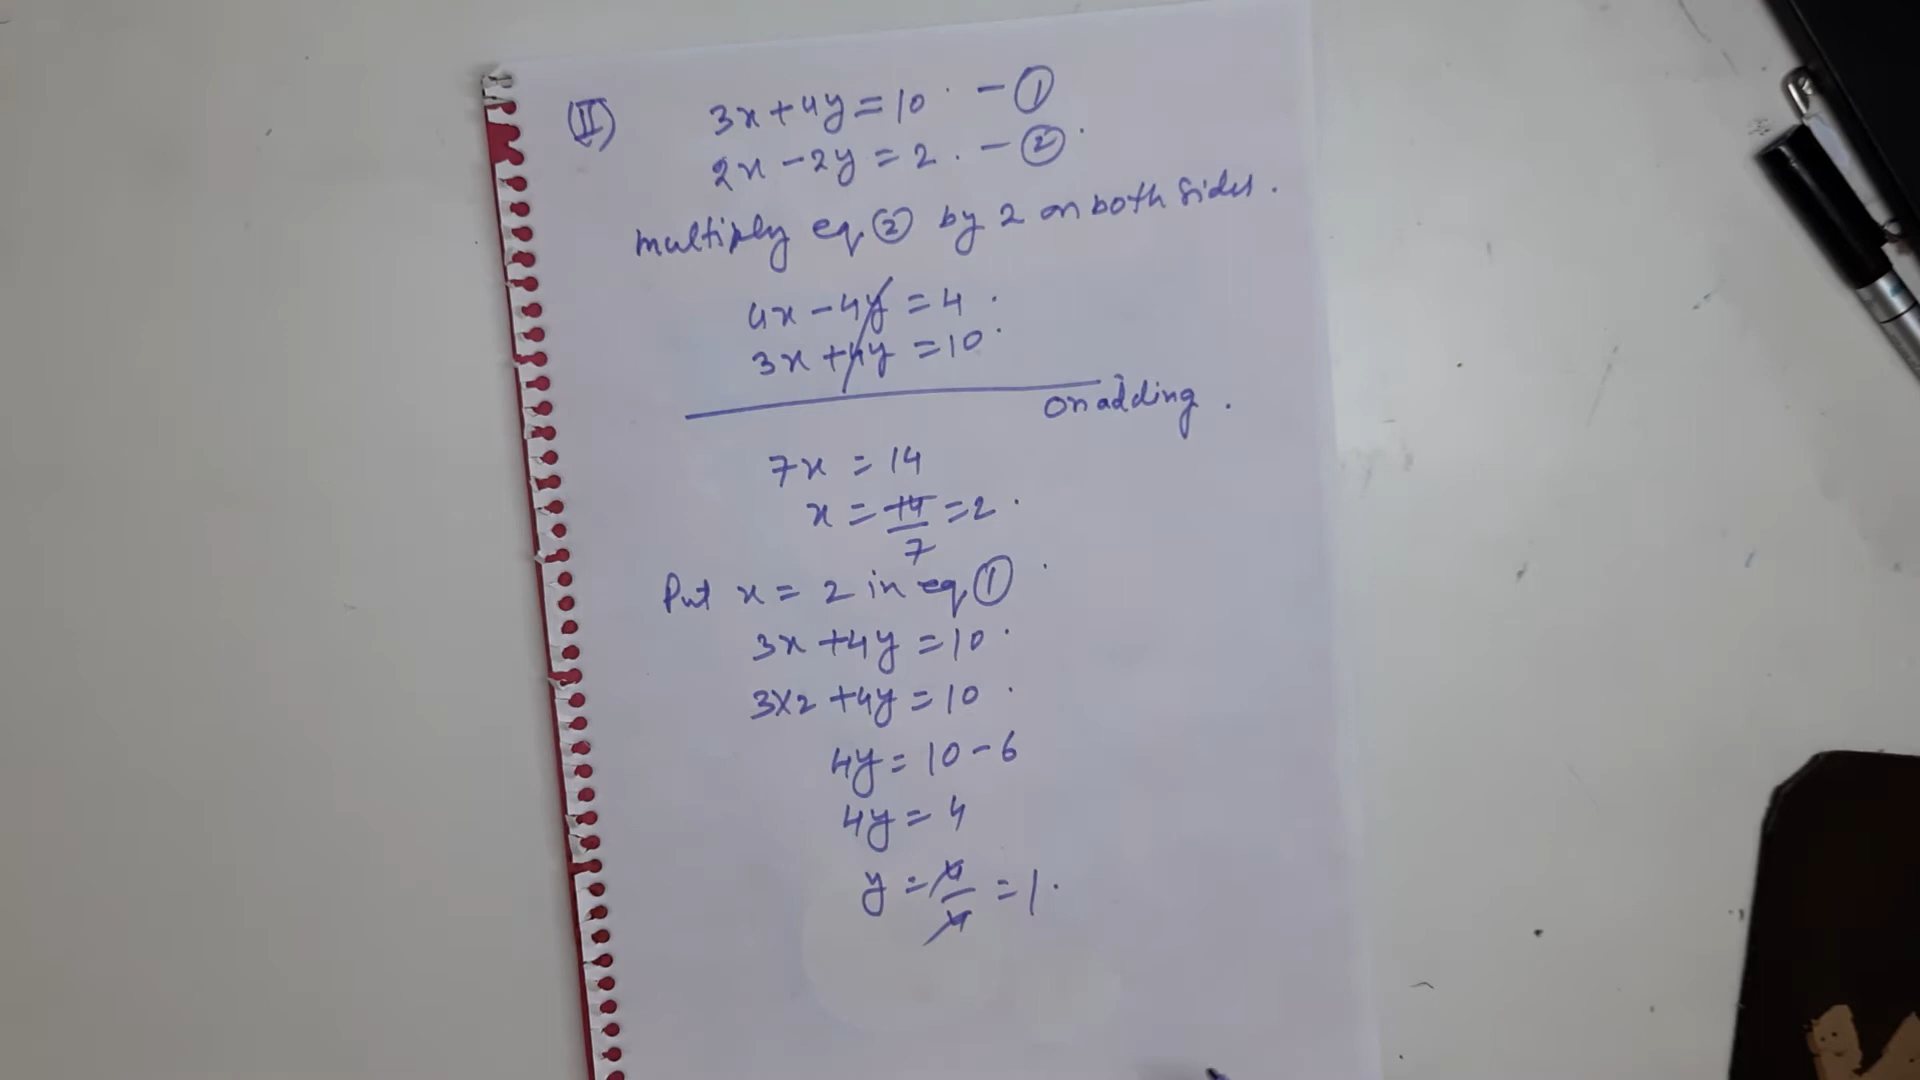 (II) 3x+4y=10 - ①
2x-2y=2. - ②
Multiply eq ② by 2 on both Sides.
4x-4y=4
3x+4y=10
On adding.
7x=14
x=14/7=2
Put x=2 in eq ①
3x+4y=10
3x2+4y=10
4y=10-6
4y=4
y=4/4=1.